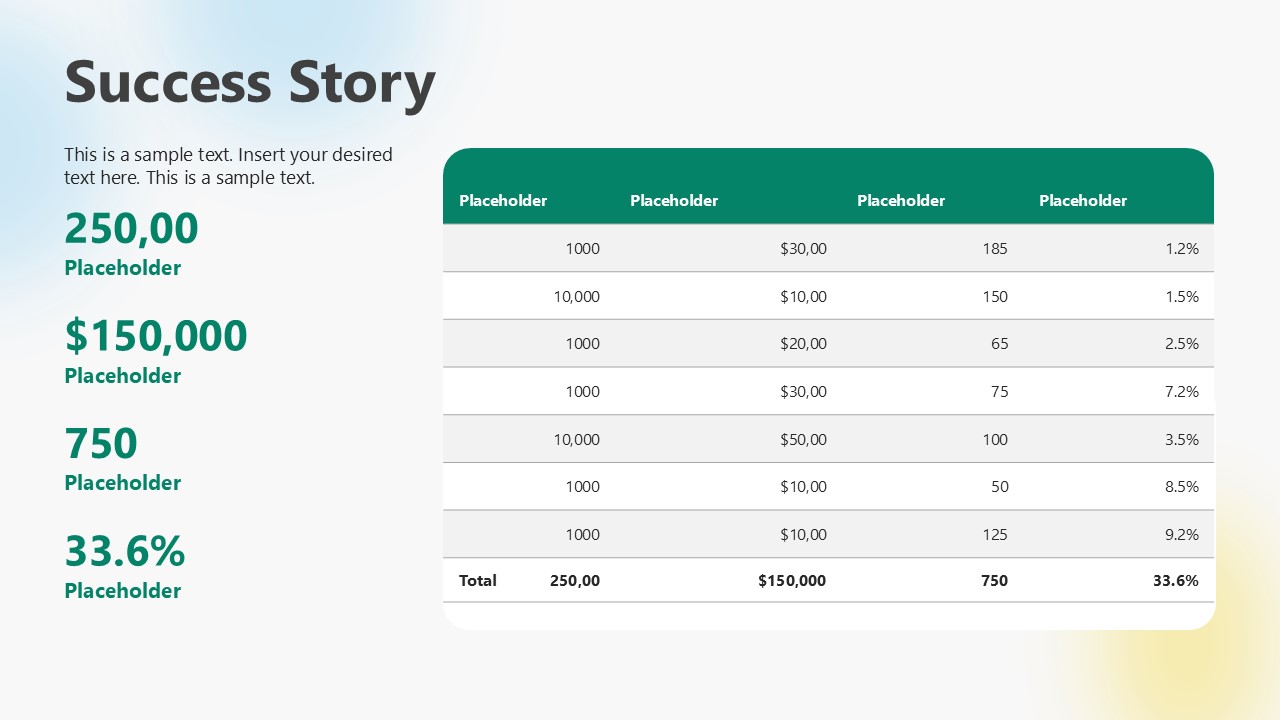 Success Story
This is a sample text. Insert your desired
text here. This is a sample text.
250,00
Placeholder
$150,000
Placeholder
750
Placeholder
33.6%
Placeholder
Placeholder Placeholder Placeholder Placeholder
1000 $30,00 185 1.2%
10,000 $10,00 150 1.5%
1000 $20,00 65 2.5%
1000 $30,00 75 7.2%
10,000 $50,00 100 3.5%
1000 $10,00 50 8.5%
1000 $10,00 125 9.2%
Total 250,00 $150,000 750 33.6%